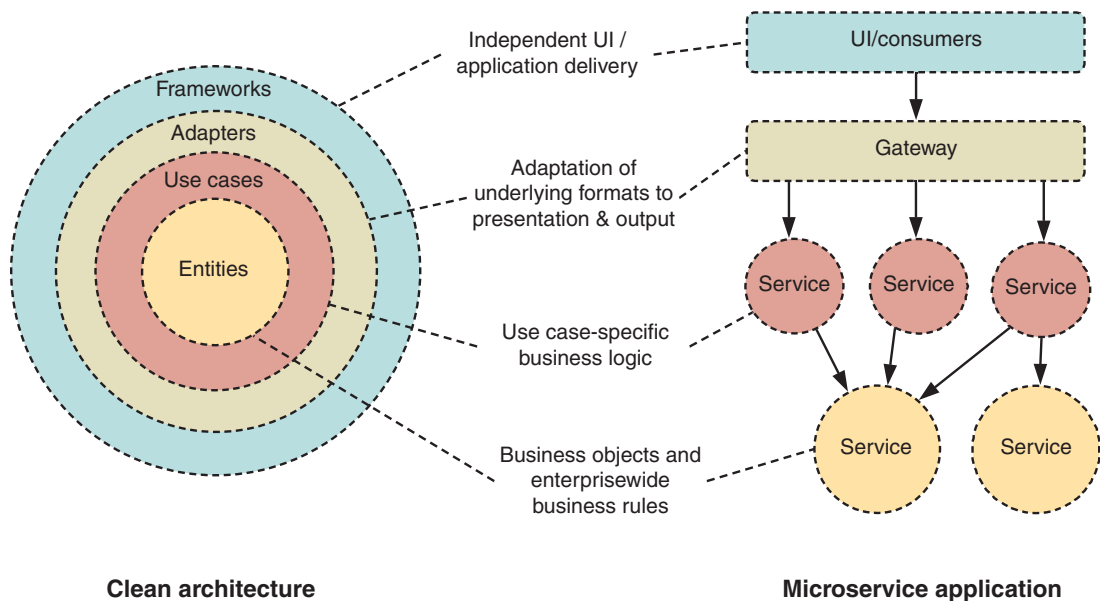 Independent UI /
application delivery
UI/consumers
Frameworks
Adapters
Gateway
Adaptation of
underlying formats to
presentation & output
Use cases
Entities
Service
Service
Service
Use case-specific
business logic
Business objects and
enterprisewide
business rules
Service
Service
Clean architecture
Microservice application